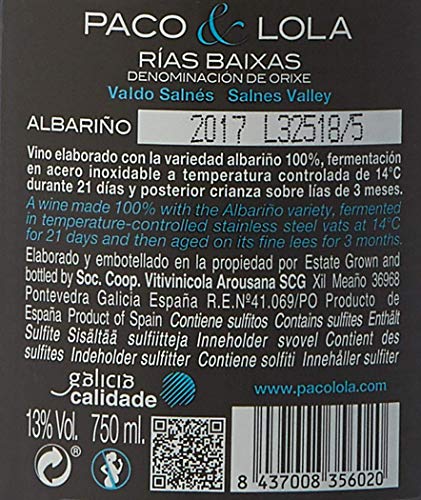 PACO & LOLA
RÍAS BAIXAS
DENOMINACIÓN DE ORIXE
Valdo Salnés Salnes Valley
ALBARIÑO 2017 L32518/5
Vino elaborado con la variedad albariño 100%, fermentación
en acero inoxidable a temperatura controlada de 14°C
durante 21 días y posterior crianza sobre lías de 3 meses.
A wine made 100% with the Albariño variety, fermented
in temperature-controlled stainless steel vats at 14°C
for 21 days and then aged on its fine lees for 3 months.
Elaborado y embotellado en la propiedad por Estate Grown and
bottled by Soc. Coop. Vitivinícola Arousana SCG Xil Meaño 36968
Pontevedra Galicia España R.E.Nº41.069/PO Producto de
España Product of Spain Contiene sulfitos Contains sulfites Enthält
Sulfite Sisältää sulfiitteja Inneholder svovel Contient des
sulfites Indeholder sulfitter Contiene solfiti Innehåller sulfiter
galicia
calidade
www.pacolola.com
13% Vol. 750 ml.
8 437008 356020